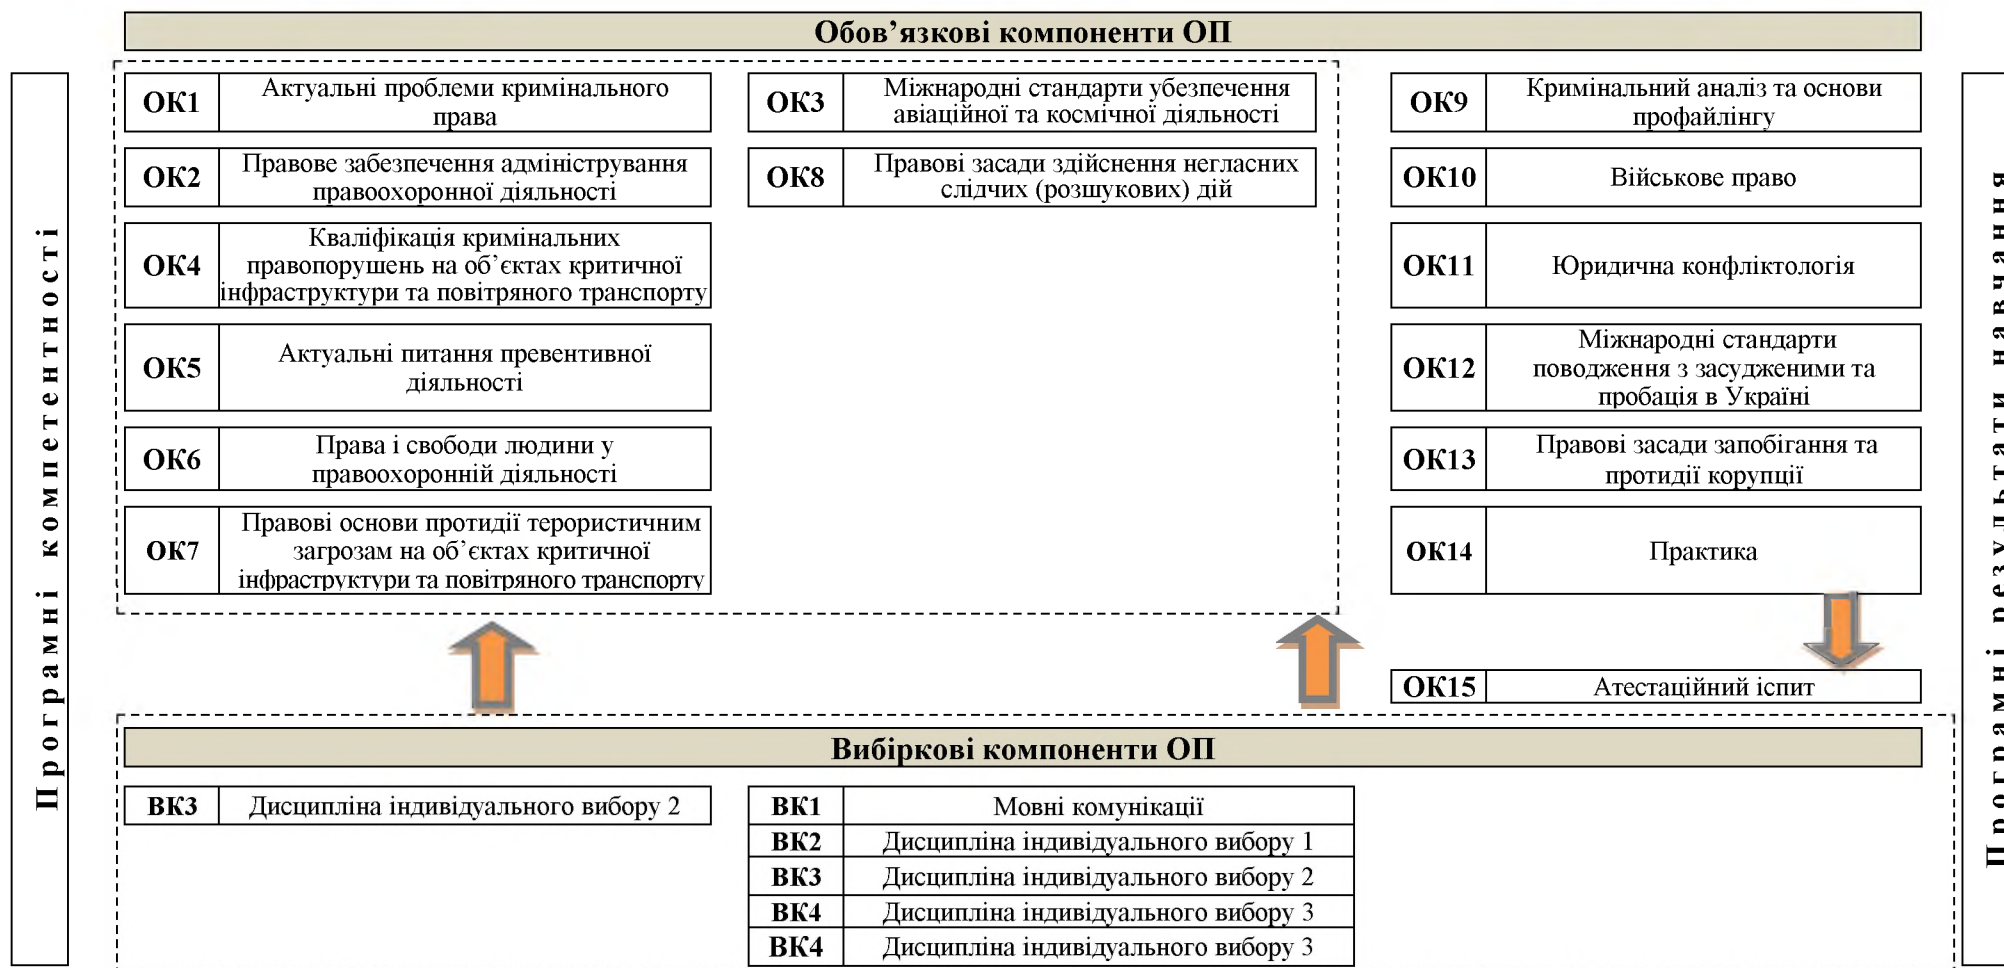 Обов’язкові компоненти ОП
Програмні компетентності
ОК1
Актуальні проблеми кримінального
права
ОК2
Правове забезпечення адміністрування
правоохоронної діяльності
ОК4
Кваліфікація кримінальних
правопорушень на об’єктах критичної
інфраструктури та повітряного транспорту
ОК5
Актуальні питання превентивної
діяльності
ОК6
Права і свободи людини у
правоохоронній діяльності
ОК7
Правові основи протидії терористичним
загрозам на об’єктах критичної
інфраструктури та повітряного транспорту
ОК3
Міжнародні стандарти убезпечення
авіаційної та космічної діяльності
ОК8
Правові засади здійснення негласних
слідчих (розшукових) дій
ОК9
Кримінальний аналіз та основи
профайлінгу
ОК10
Військове право
ОК11
Юридична конфліктологія
ОК12
Міжнародні стандарти
поводження з засудженими та
пробація в Україні
ОК13
Правові засади запобігання та
протидії корупції
ОК14
Практика
ОК15
Атестаційний іспит
Програмні результати навчання
Вибіркові компоненти ОП
ВК3
Дисципліна індивідуального вибору 2
ВК1
Мовні комунікації
ВК2
Дисципліна індивідуального вибору 1
ВК3
Дисципліна індивідуального вибору 2
ВК4
Дисципліна індивідуального вибору 3
ВК4
Дисципліна індивідуального вибору 3